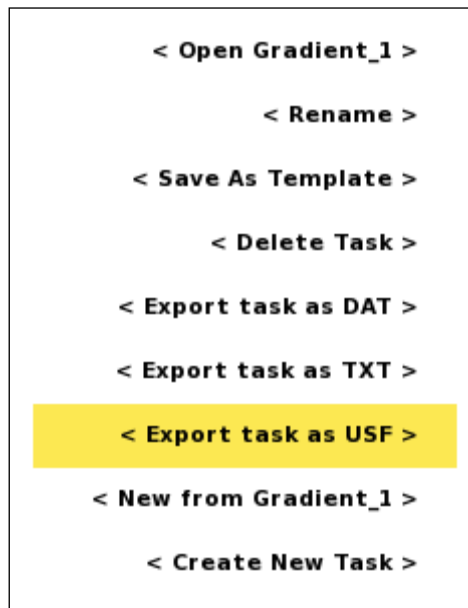 < Open Gradient_1 >
< Rename >
< Save As Template >
< Delete Task >
< Export task as DAT >
< Export task as TXT >
< Export task as USF >
< New from Gradient_1 >
< Create New Task >